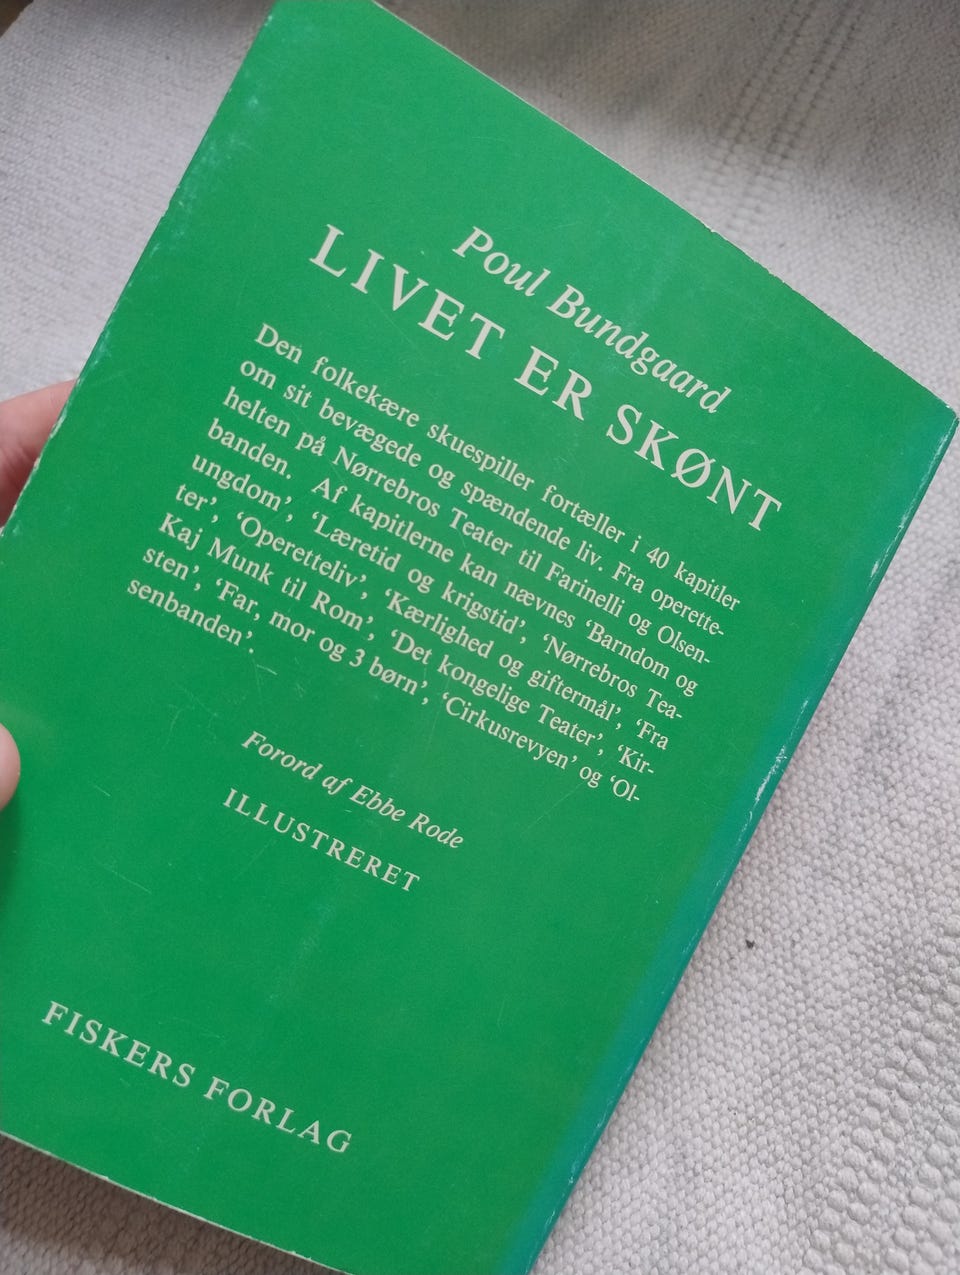 Poul Bundgaard
LIVET ER SKØNT
Den folkekære skuespiller fortæller i 40 kapitler
om sit bevægede og spændende liv. Fra operette-
helten på Nørrebros Teater til Farinelli og Olsen-
banden. Af kapitlerne kan nævnes ‘Barndom og
ungdom’, ‘Læretid og krigstid’, ‘Nørrebros Tea-
ter’, ‘Operetteliv’, ‘Kærlighed og giftermål’, ‘Fra
Kaj Munk til Rom’, ‘Det kongelige Teater’, ‘Kir-
sten’, ‘Far, mor og 3 børn’, ‘Cirkusrevyen’ og ‘Ol-
senbanden’.
Forord af Ebbe Rode
ILLUSTRERET
FISKERS FORLAG